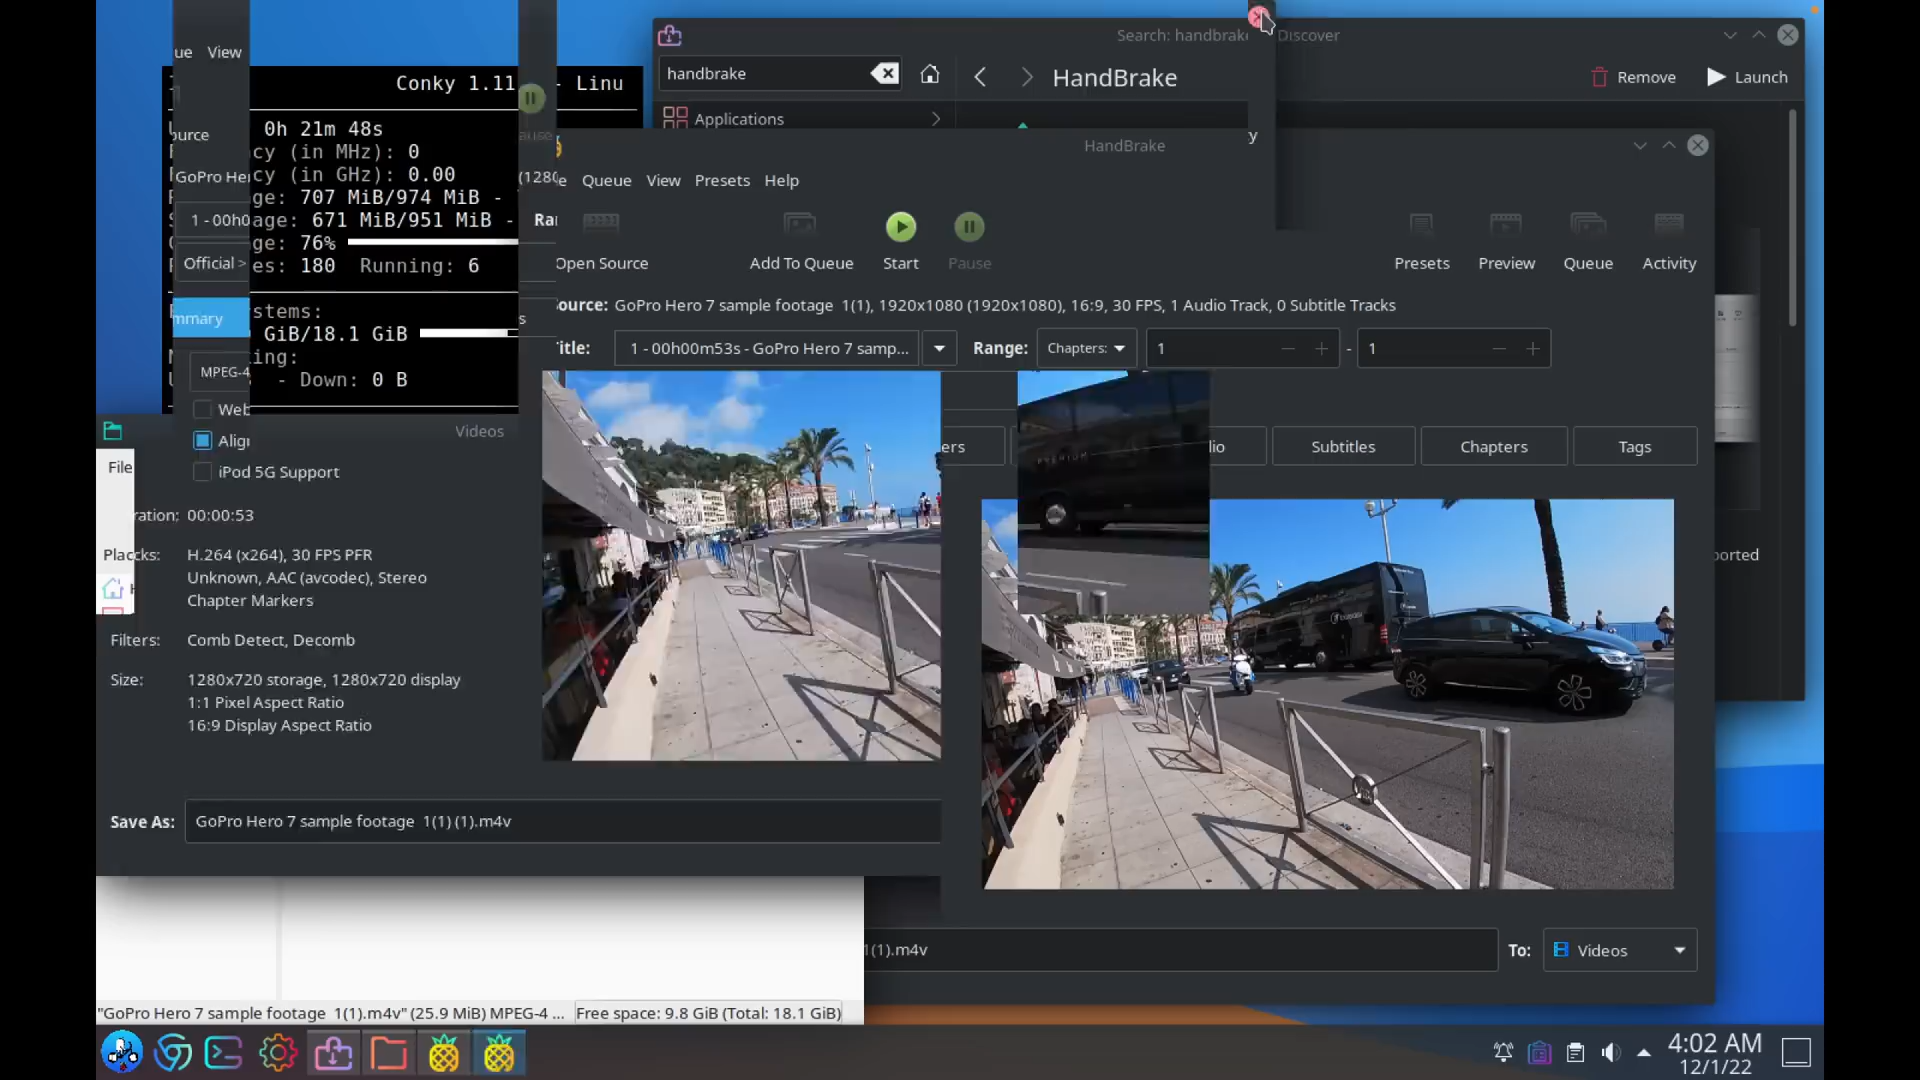 Search: handbrake
Discover
handbrake
HandBrake
Remove
Launch
Applications
ue View
Conky 1.11
- Linu
0h 21m 48s
ource
cy (in MHz): 0
GoPro He
cy (in GHz): 0.00
(1280
ge: 707 MiB/974 MiB -
1 - 00h0
age: 671 MiB/951 MiB -
Ra
ge: 76%
Official >
es: 180 Running: 6
mmary
stems:
s
GiB/18.1 GiB
ing:
MPEG-4
- Down: 0 B
Web
Align
iPod 5G Support
Videos
File
HandBrake
y
e Queue View Presets Help
Open Source
Add To Queue
Start
Pause
Presets
Preview
Queue
Activity
ource: GoPro Hero 7 sample footage 1(1), 1920x1080 (1920x1080), 16:9, 30 FPS, 1 Audio Track, 0 Subtitle Tracks
itle: 1 - 00h00m53s - GoPro Hero 7 samp...
Range: Chapters: 1 - 1
ers
io
Subtitles
Chapters
Tags
PREMIUM
ration: 00:00:53
Placcks: H.264 (x264), 30 FPS PFR
Unknown, AAC (avcodec), Stereo
Chapter Markers
Filters: Comb Detect, Decomb
Size: 1280x720 storage, 1280x720 display
1:1 Pixel Aspect Ratio
16:9 Display Aspect Ratio
orted
Save As: GoPro Hero 7 sample footage 1(1) (1).m4v
1(1).m4v
To: Videos
"GoPro Hero 7 sample footage 1(1).m4v" (25.9 MiB) MPEG-4 ...
Free space: 9.8 GiB (Total: 18.1 GiB)
4:02 AM
12/1/22